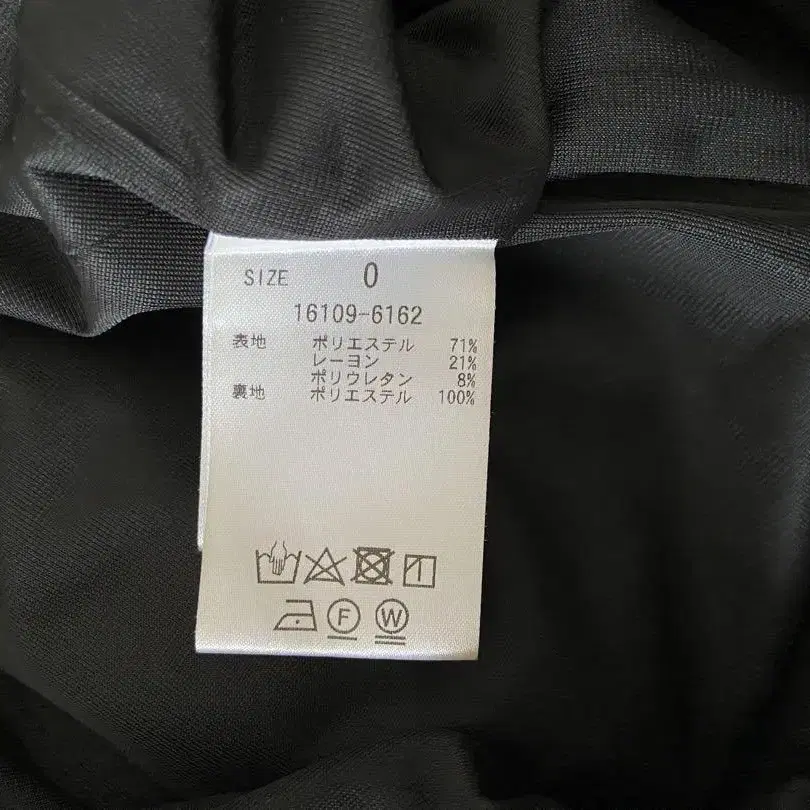 SIZE 0
16109-6162
表地 ポリエステル 71%
レーヨン 21%
ポリウレタン 8%
裏地 ポリエステル 100%
F W